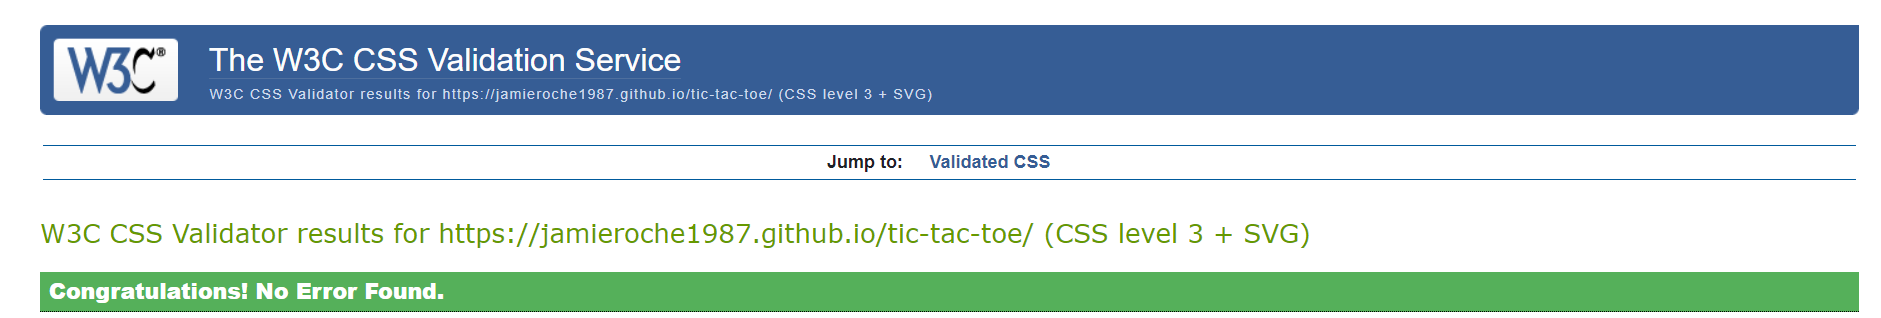 W3C®
The W3C CSS Validation Service
W3C CSS Validator results for https://jamieroche1987.github.io/tic-tac-toe/ (CSS level 3 + SVG)
Jump to: Validated CSS
W3C CSS Validator results for https://jamieroche1987.github.io/tic-tac-toe/ (CSS level 3 + SVG)
Congratulations! No Error Found.